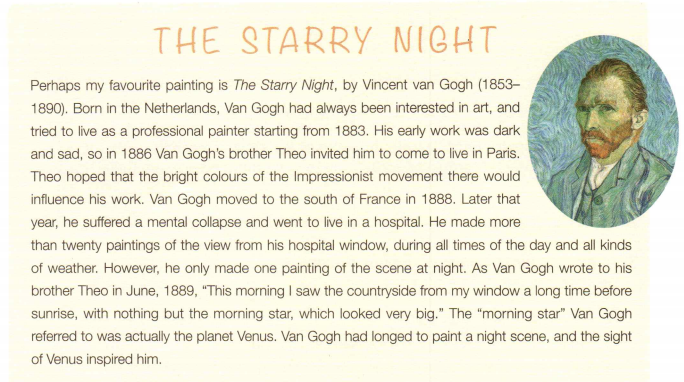 THE STARRY NIGHT
Perhaps my favourite painting is The Starry Night, by Vincent van Gogh (1853–
1890). Born in the Netherlands, Van Gogh had always been interested in art, and
tried to live as a professional painter starting from 1883. His early work was dark
and sad, so in 1886 Van Gogh's brother Theo invited him to come to live in Paris.
Theo hoped that the bright colours of the Impressionist movement there would
influence his work. Van Gogh moved to the south of France in 1888. Later that
year, he suffered a mental collapse and went to live in a hospital. He made more
than twenty paintings of the view from his hospital window, during all times of the day and all kinds
of weather. However, he only made one painting of the scene at night. As Van Gogh wrote to his
brother Theo in June, 1889, “This morning I saw the countryside from my window a long time before
sunrise, with nothing but the morning star, which looked very big.” The “morning star” Van Gogh
referred to was actually the planet Venus. Van Gogh had longed to paint a night scene, and the sight
of Venus inspired him.